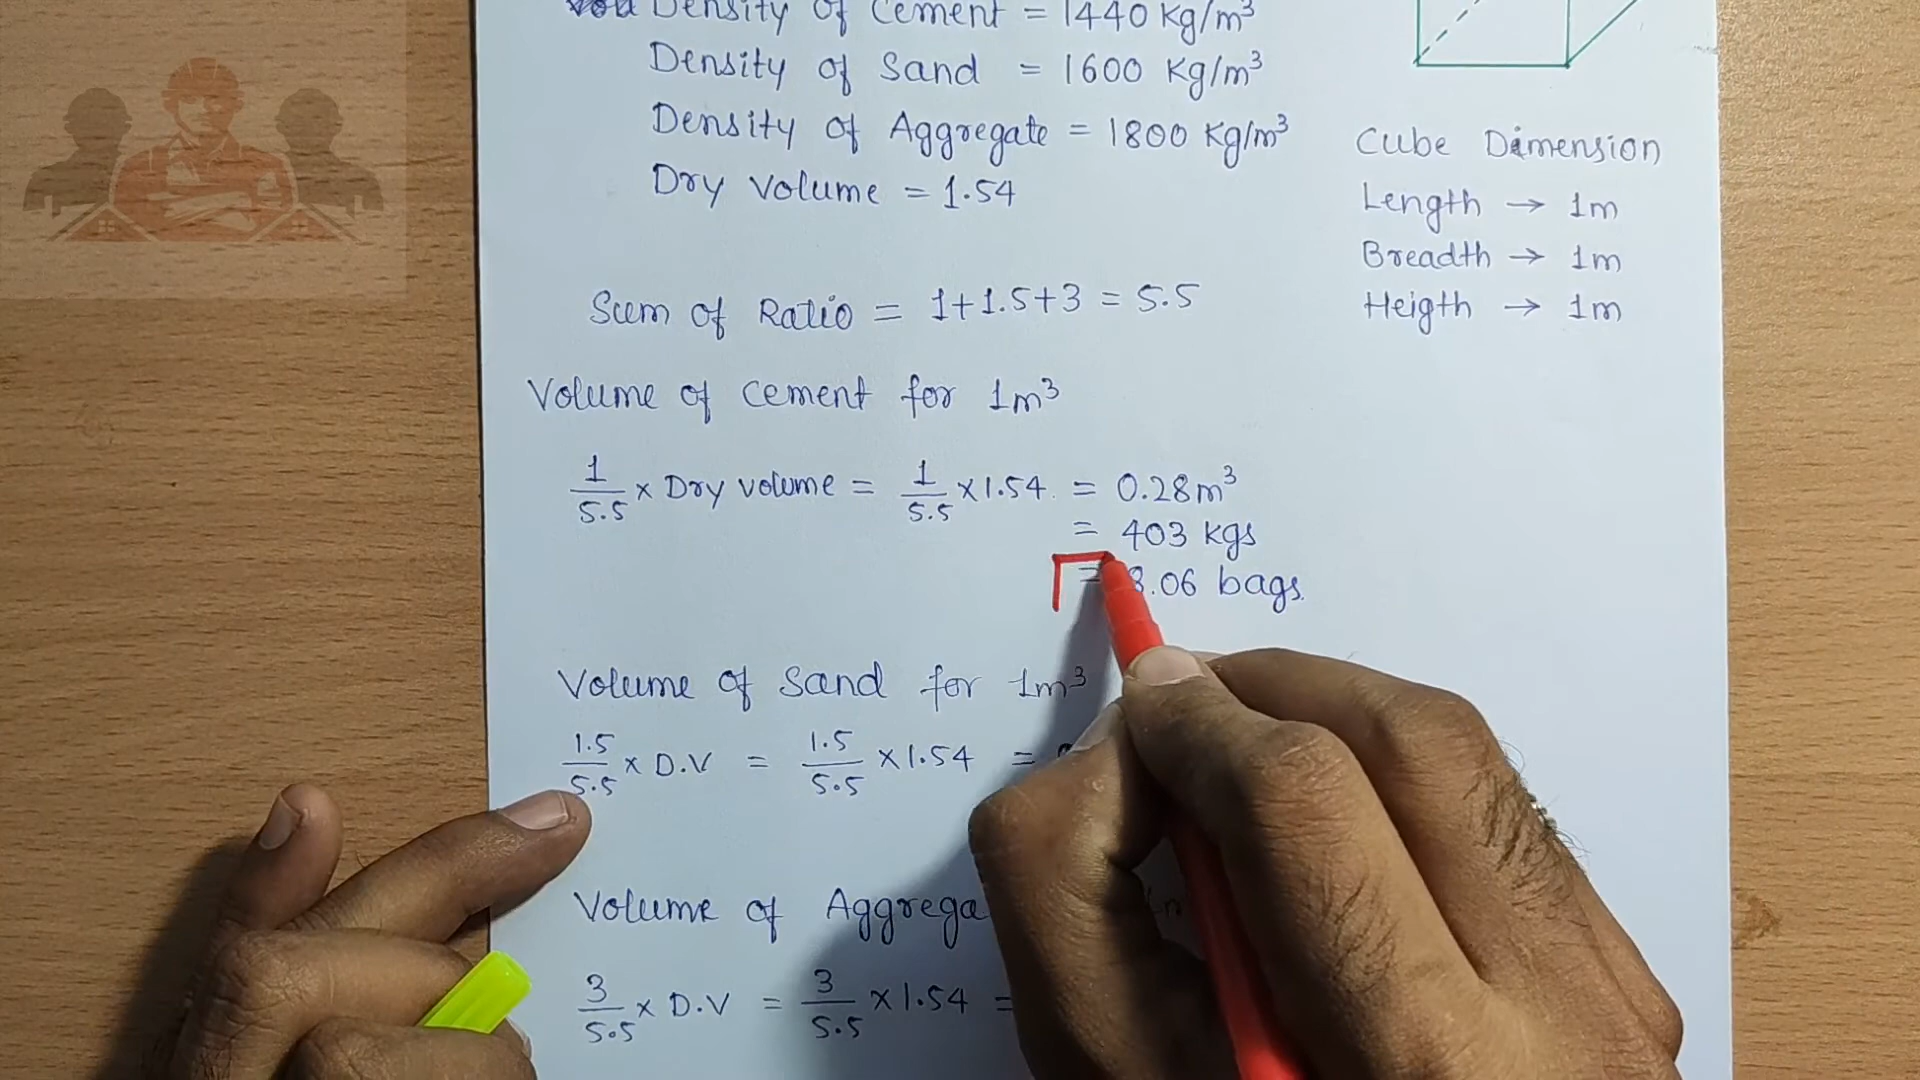 Density of Cement = 1440 Kg/m³
Density of Sand = 1600 Kg/m³
Density of Aggregate = 1800 Kg/m³
Dry Volume = 1.54
Cube Dimension
Length → 1m
Breadth → 1m
Heigth → 1m
Sum of Ratio = 1+1.5+3 = 5.5
Volume of Cement for 1m³
1/5.5 x Dry volume = 1/5.5 x 1.54 = 0.28m³
= 403 kgs
= 8.06 bags.
Volume of Sand for 1m³
1.5/5.5 x D.V = 1.5/5.5 x 1.54 =
Volume of
3/5.5 x D.V = 3/5.5 x 1.54 =